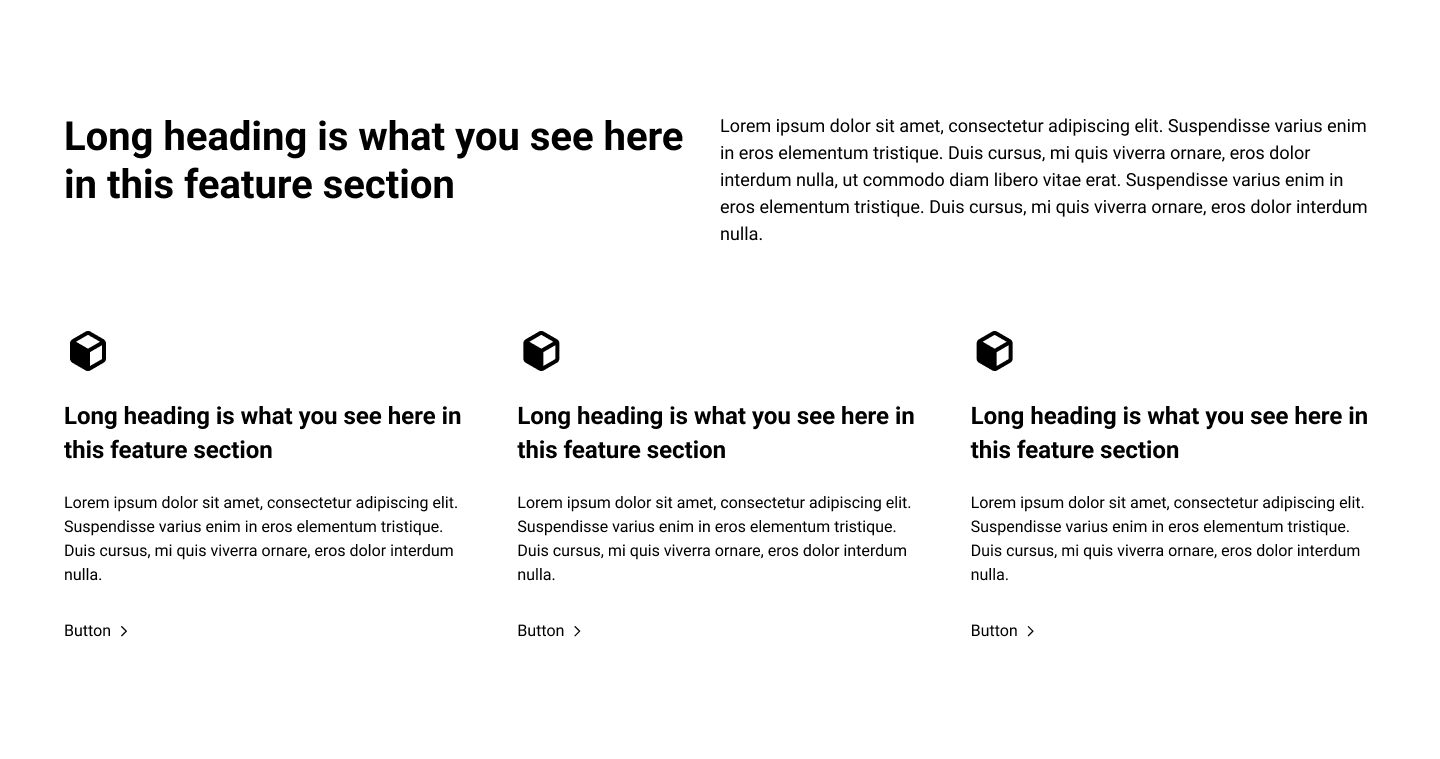 Long heading is what you see here
in this feature section
Lorem ipsum dolor sit amet, consectetur adipiscing elit. Suspendisse varius enim
in eros elementum tristique. Duis cursus, mi quis viverra ornare, eros dolor
interdum nulla, ut commodo diam libero vitae erat. Suspendisse varius enim in
eros elementum tristique. Duis cursus, mi quis viverra ornare, eros dolor interdum
nulla.
Long heading is what you see here in
this feature section
Lorem ipsum dolor sit amet, consectetur adipiscing elit.
Suspendisse varius enim in eros elementum tristique.
Duis cursus, mi quis viverra ornare, eros dolor interdum
nulla.
Button
Long heading is what you see here in
this feature section
Lorem ipsum dolor sit amet, consectetur adipiscing elit.
Suspendisse varius enim in eros elementum tristique.
Duis cursus, mi quis viverra ornare, eros dolor interdum
nulla.
Button
Long heading is what you see here in
this feature section
Lorem ipsum dolor sit amet, consectetur adipiscing elit.
Suspendisse varius enim in eros elementum tristique.
Duis cursus, mi quis viverra ornare, eros dolor interdum
nulla.
Button